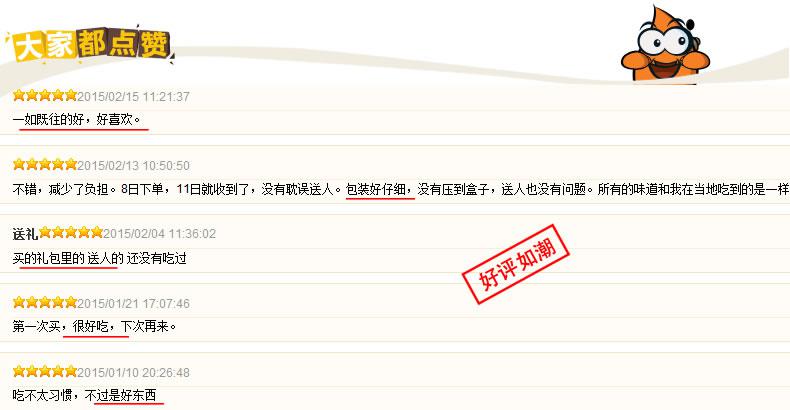 大家都点赞
2015/02/15 11:21:37
一如既往的好，好喜欢。
2015/02/13 10:50:50
不错，减少了负担。8日下单，11日就收到了，没有耽误送人。包装好仔细，没有压到盒子，送人也没有问题。所有的味道和我在当地吃到的是一样
送礼 2015/02/04 11:36:02
买的礼包里的 送人的 还没有吃过
好评如潮
2015/01/21 17:07:46
第一次买，很好吃，下次再来。
2015/01/10 20:26:48
吃不太习惯，不过是好东西